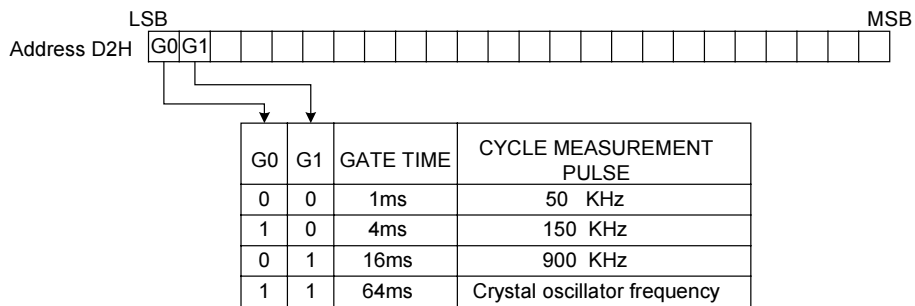 LSB MSB
Address D2H G0 G1
G0 G1 GATE TIME CYCLE MEASUREMENT PULSE
0 0 1ms 50 KHz
1 0 4ms 150 KHz
0 1 16ms 900 KHz
1 1 64ms Crystal oscillator frequency